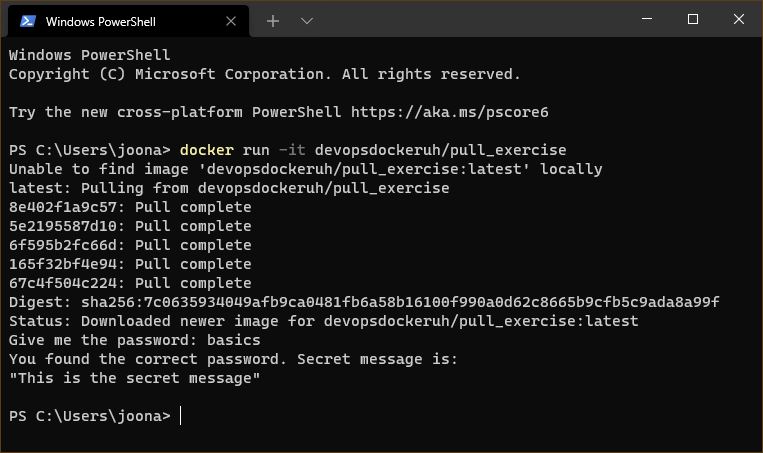 Windows PowerShell
Windows PowerShell
Copyright (C) Microsoft Corporation. All rights reserved.
Try the new cross-platform PowerShell https://aka.ms/pscore6
PS C:\Users\joona> docker run -it devopsdockeruh/pull_exercise
Unable to find image 'devopsdockeruh/pull_exercise:latest' locally
latest: Pulling from devopsdockeruh/pull_exercise
8e402f1a9c57: Pull complete
5e2195587d10: Pull complete
6f595b2fc66d: Pull complete
165f32bf4e94: Pull complete
67c4f504c224: Pull complete
Digest: sha256:7c0635934049afb9ca0481fb6a58b16100f990a0d62c8665b9cfb5c9ada8a99f
Status: Downloaded newer image for devopsdockeruh/pull_exercise:latest
Give me the password: basics
You found the correct password. Secret message is:
"This is the secret message"
PS C:\Users\joona>